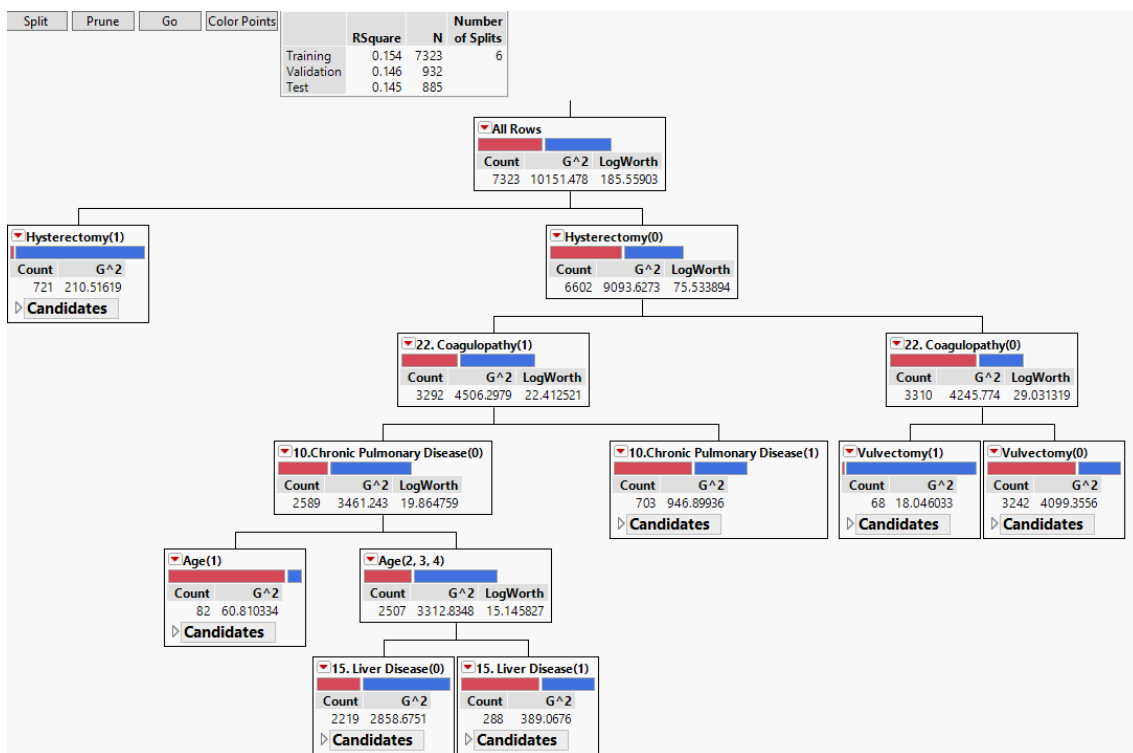 Split Prune Go Color Points
Number
RSquare N of Splits
Training 0.154 7323 6
Validation 0.146 932
Test 0.145 885
All Rows
Count G^2 LogWorth
7323 10151.478 185.55903
Hysterectomy(1)
Count G^2
721 210.51619
Candidates
Hysterectomy(0)
Count G^2 LogWorth
6602 9093.6273 75.533894
22. Coagulopathy(1)
Count G^2 LogWorth
3292 4506.2979 22.412521
22. Coagulopathy(0)
Count G^2 LogWorth
3310 4245.774 29.031319
10.Chronic Pulmonary Disease(0)
Count G^2 LogWorth
2589 3461.243 19.864759
10.Chronic Pulmonary Disease(1)
Count G^2
703 946.89936
Candidates
Vulvectomy(1)
Count G^2
68 18.046033
Candidates
Vulvectomy(0)
Count G^2
3242 4099.3556
Candidates
Age(1)
Count G^2
82 60.810334
Candidates
Age(2, 3, 4)
Count G^2 LogWorth
2507 3312.8348 15.145827
15. Liver Disease(0)
Count G^2
2219 2858.6751
Candidates
15. Liver Disease(1)
Count G^2
288 389.0676
Candidates